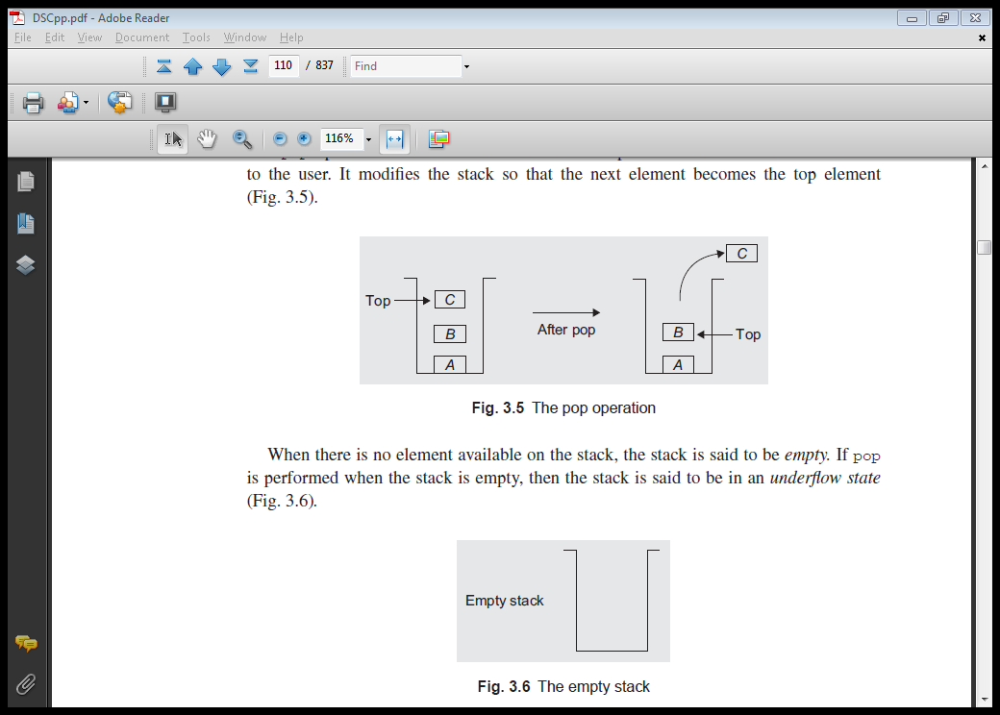 DSCpp.pdf - Adobe Reader
File Edit View Document Tools Window Help
110 / 837 Find
116%
to the user. It modifies the stack so that the next element becomes the top element
(Fig. 3.5).
C
Top C
B After pop B Top
A A
Fig. 3.5 The pop operation
When there is no element available on the stack, the stack is said to be empty. If pop
is performed when the stack is empty, then the stack is said to be in an underflow state
(Fig. 3.6).
Empty stack
Fig. 3.6 The empty stack